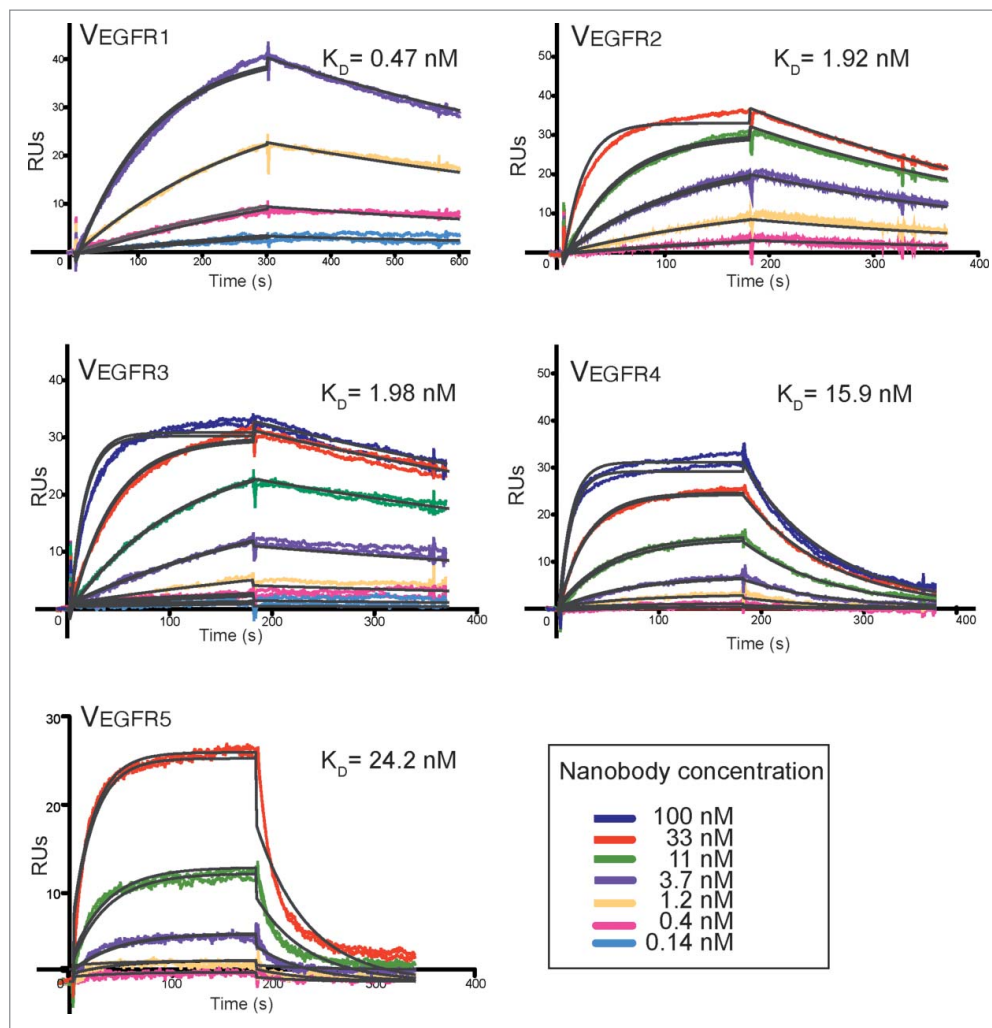 VEGFR1
KD= 0.47 nM
40
30
20
10
0
RUs
100 200 300 400 500 600
Time (s)
VEGFR2
KD= 1.92 nM
50
40
30
20
10
0
RUs
100 200 300 400
Time (s)
VEGFR3
KD= 1.98 nM
40
30
20
10
0
RUs
100 200 300 400
Time (s)
VEGFR4
KD= 15.9 nM
50
40
30
20
10
0
RUs
100 200 300 400
Time (s)
VEGFR5
KD= 24.2 nM
30
20
10
0
RUs
0 100 200 300 400
Time (s)
Nanobody concentration
100 nM
33 nM
11 nM
3.7 nM
1.2 nM
0.4 nM
0.14 nM